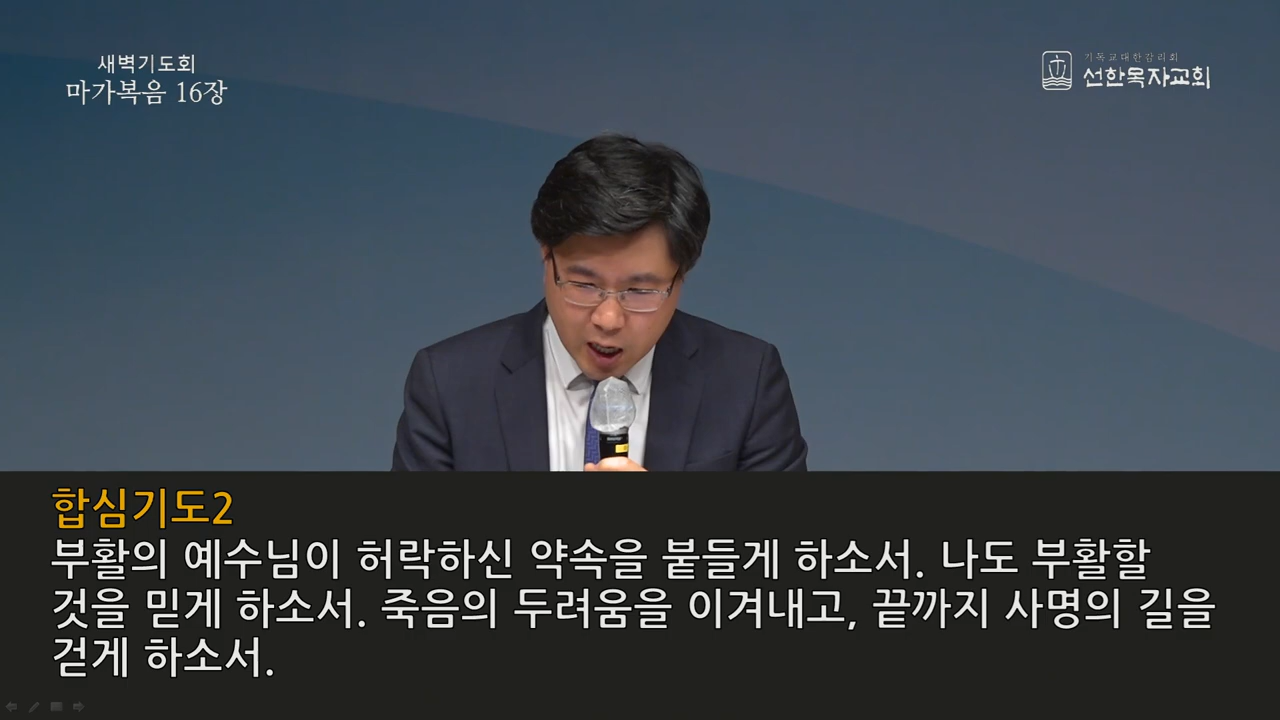 새벽기도회
마가복음 16장
기독교대한감리회
선한목자교회
합심기도2
부활의 예수님이 허락하신 약속을 붙들게 하소서. 나도 부활할
것을 믿게 하소서. 죽음의 두려움을 이겨내고, 끝까지 사명의 길을
걷게 하소서.